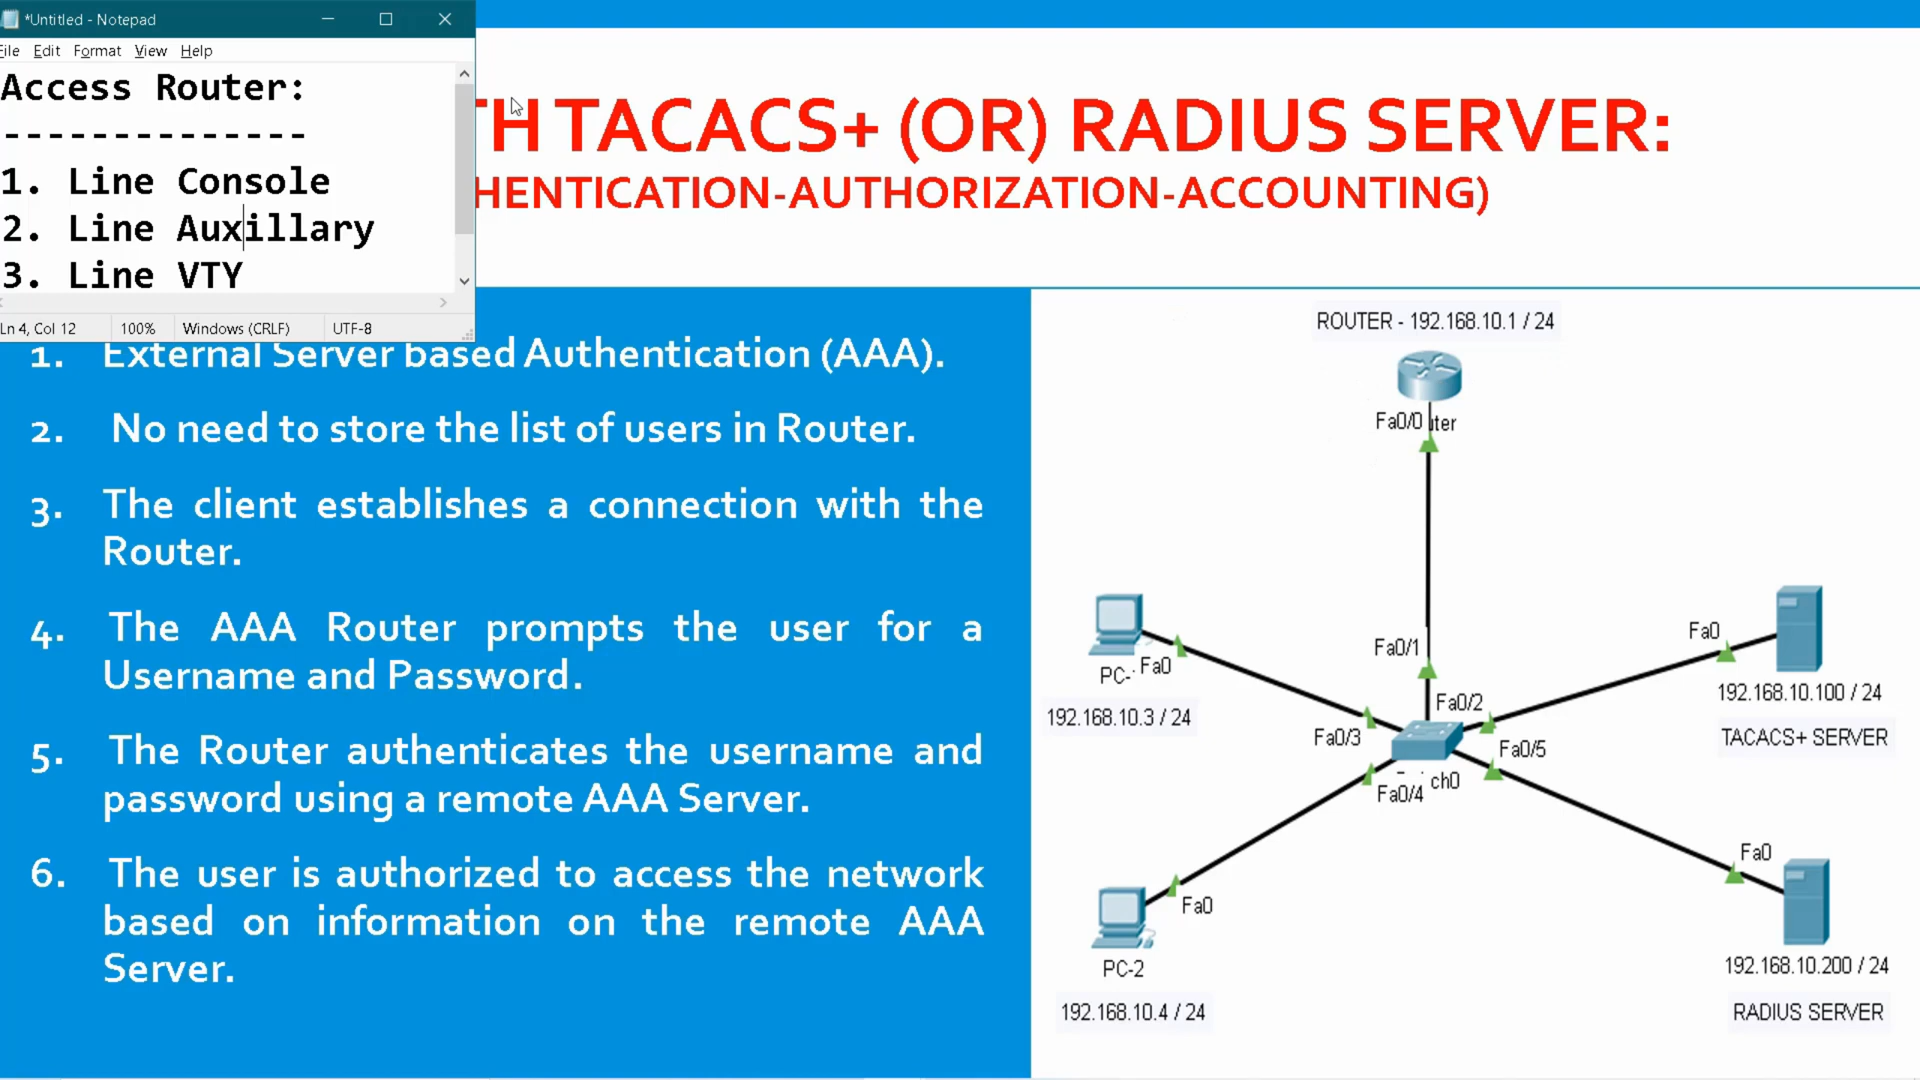 *Untitled - Notepad
File Edit Format View Help
Access Router:
--------------
1. Line Console
2. Line Auxillary
3. Line VTY
Ln 4, Col 12 100% Windows (CRLF) UTF-8
TH TACACS+ (OR) RADIUS SERVER:
HENTICATION-AUTHORIZATION-ACCOUNTING)
1. External Server based Authentication (AAA).
2. No need to store the list of users in Router.
3. The client establishes a connection with the
Router.
4. The AAA Router prompts the user for a
Username and Password.
5. The Router authenticates the username and
password using a remote AAA Server.
6. The user is authorized to access the network
based on information on the remote AAA
Server.
ROUTER - 192.168.10.1 / 24
Fa0/0 uter
Fa0/1
Fa0
PC- Fa0
192.168.10.3 / 24
Fa0/2
192.168.10.100 / 24
TACACS+ SERVER
Fa0/3
Fa0/5
Fa0/4 ch0
Fa0
Fa0
PC-2
192.168.10.4 / 24
192.168.10.200 / 24
RADIUS SERVER